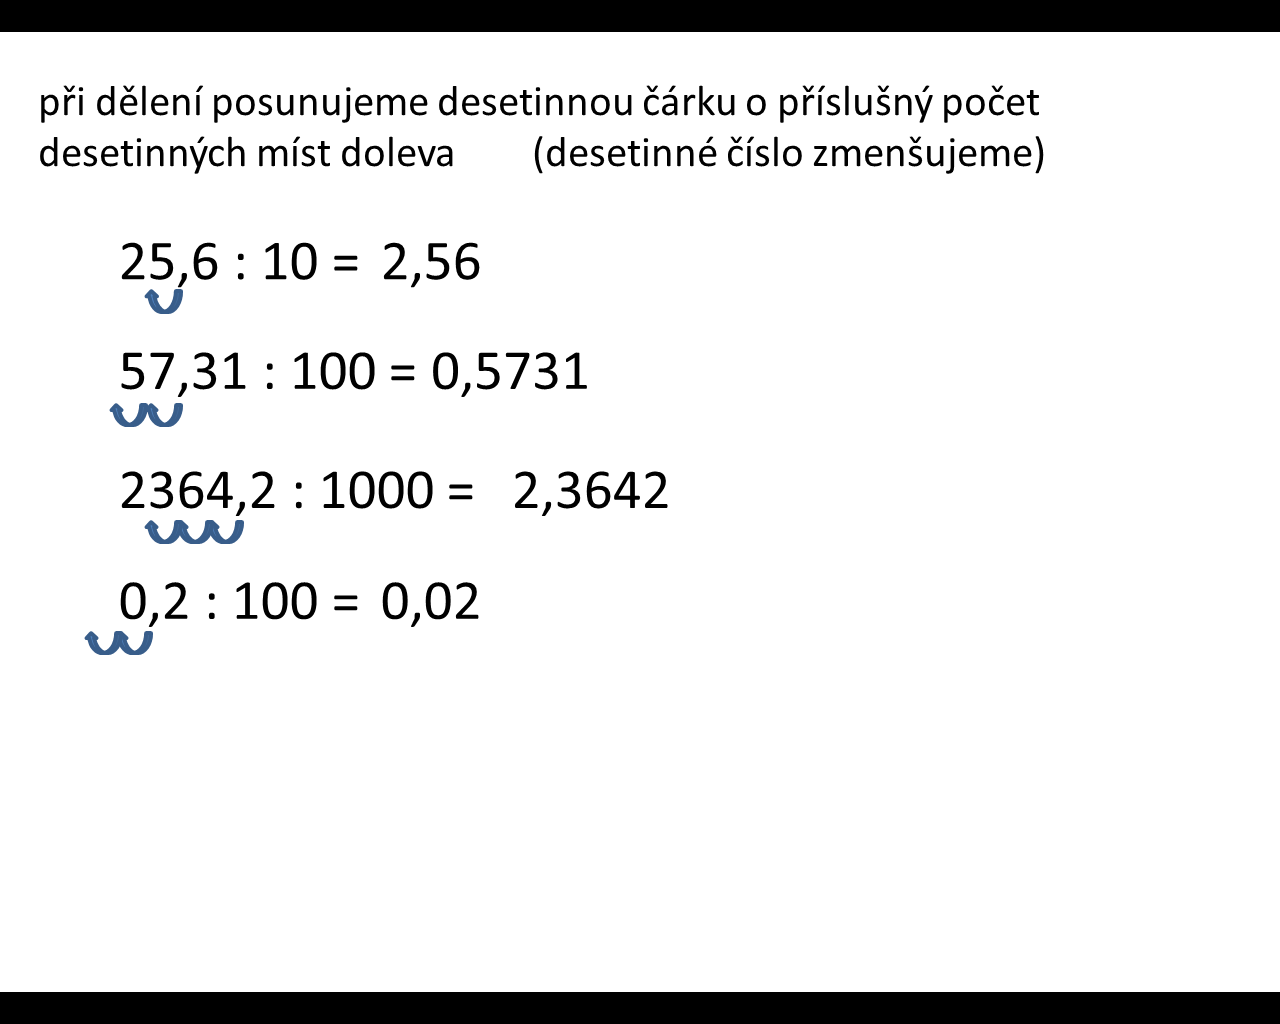 při dělení posunujeme desetinnou čárku o příslušný počet
desetinných míst doleva (desetinné číslo zmenšujeme)
25,6 : 10 = 2,56
57,31 : 100 = 0,5731
2364,2 : 1000 = 2,3642
0,2 : 100 = 0,02